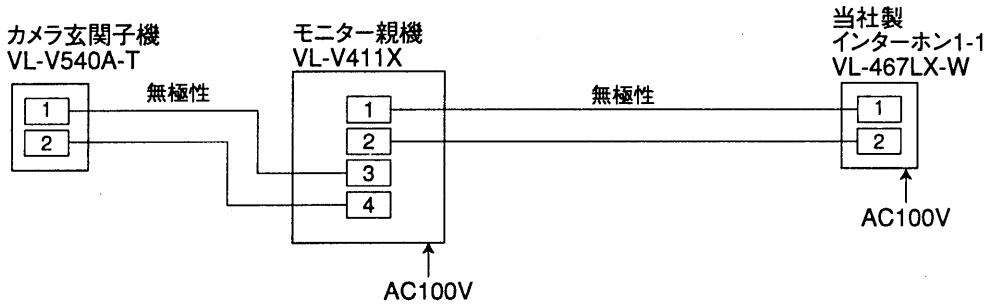 カメラ玄関子機
VL-V540A-T
1
2
無極性
モニター親機
VL-V411X
1
2
3
4
AC100V
無極性
当社製
インターホン1-1
VL-467LX-W
1
2
AC100V